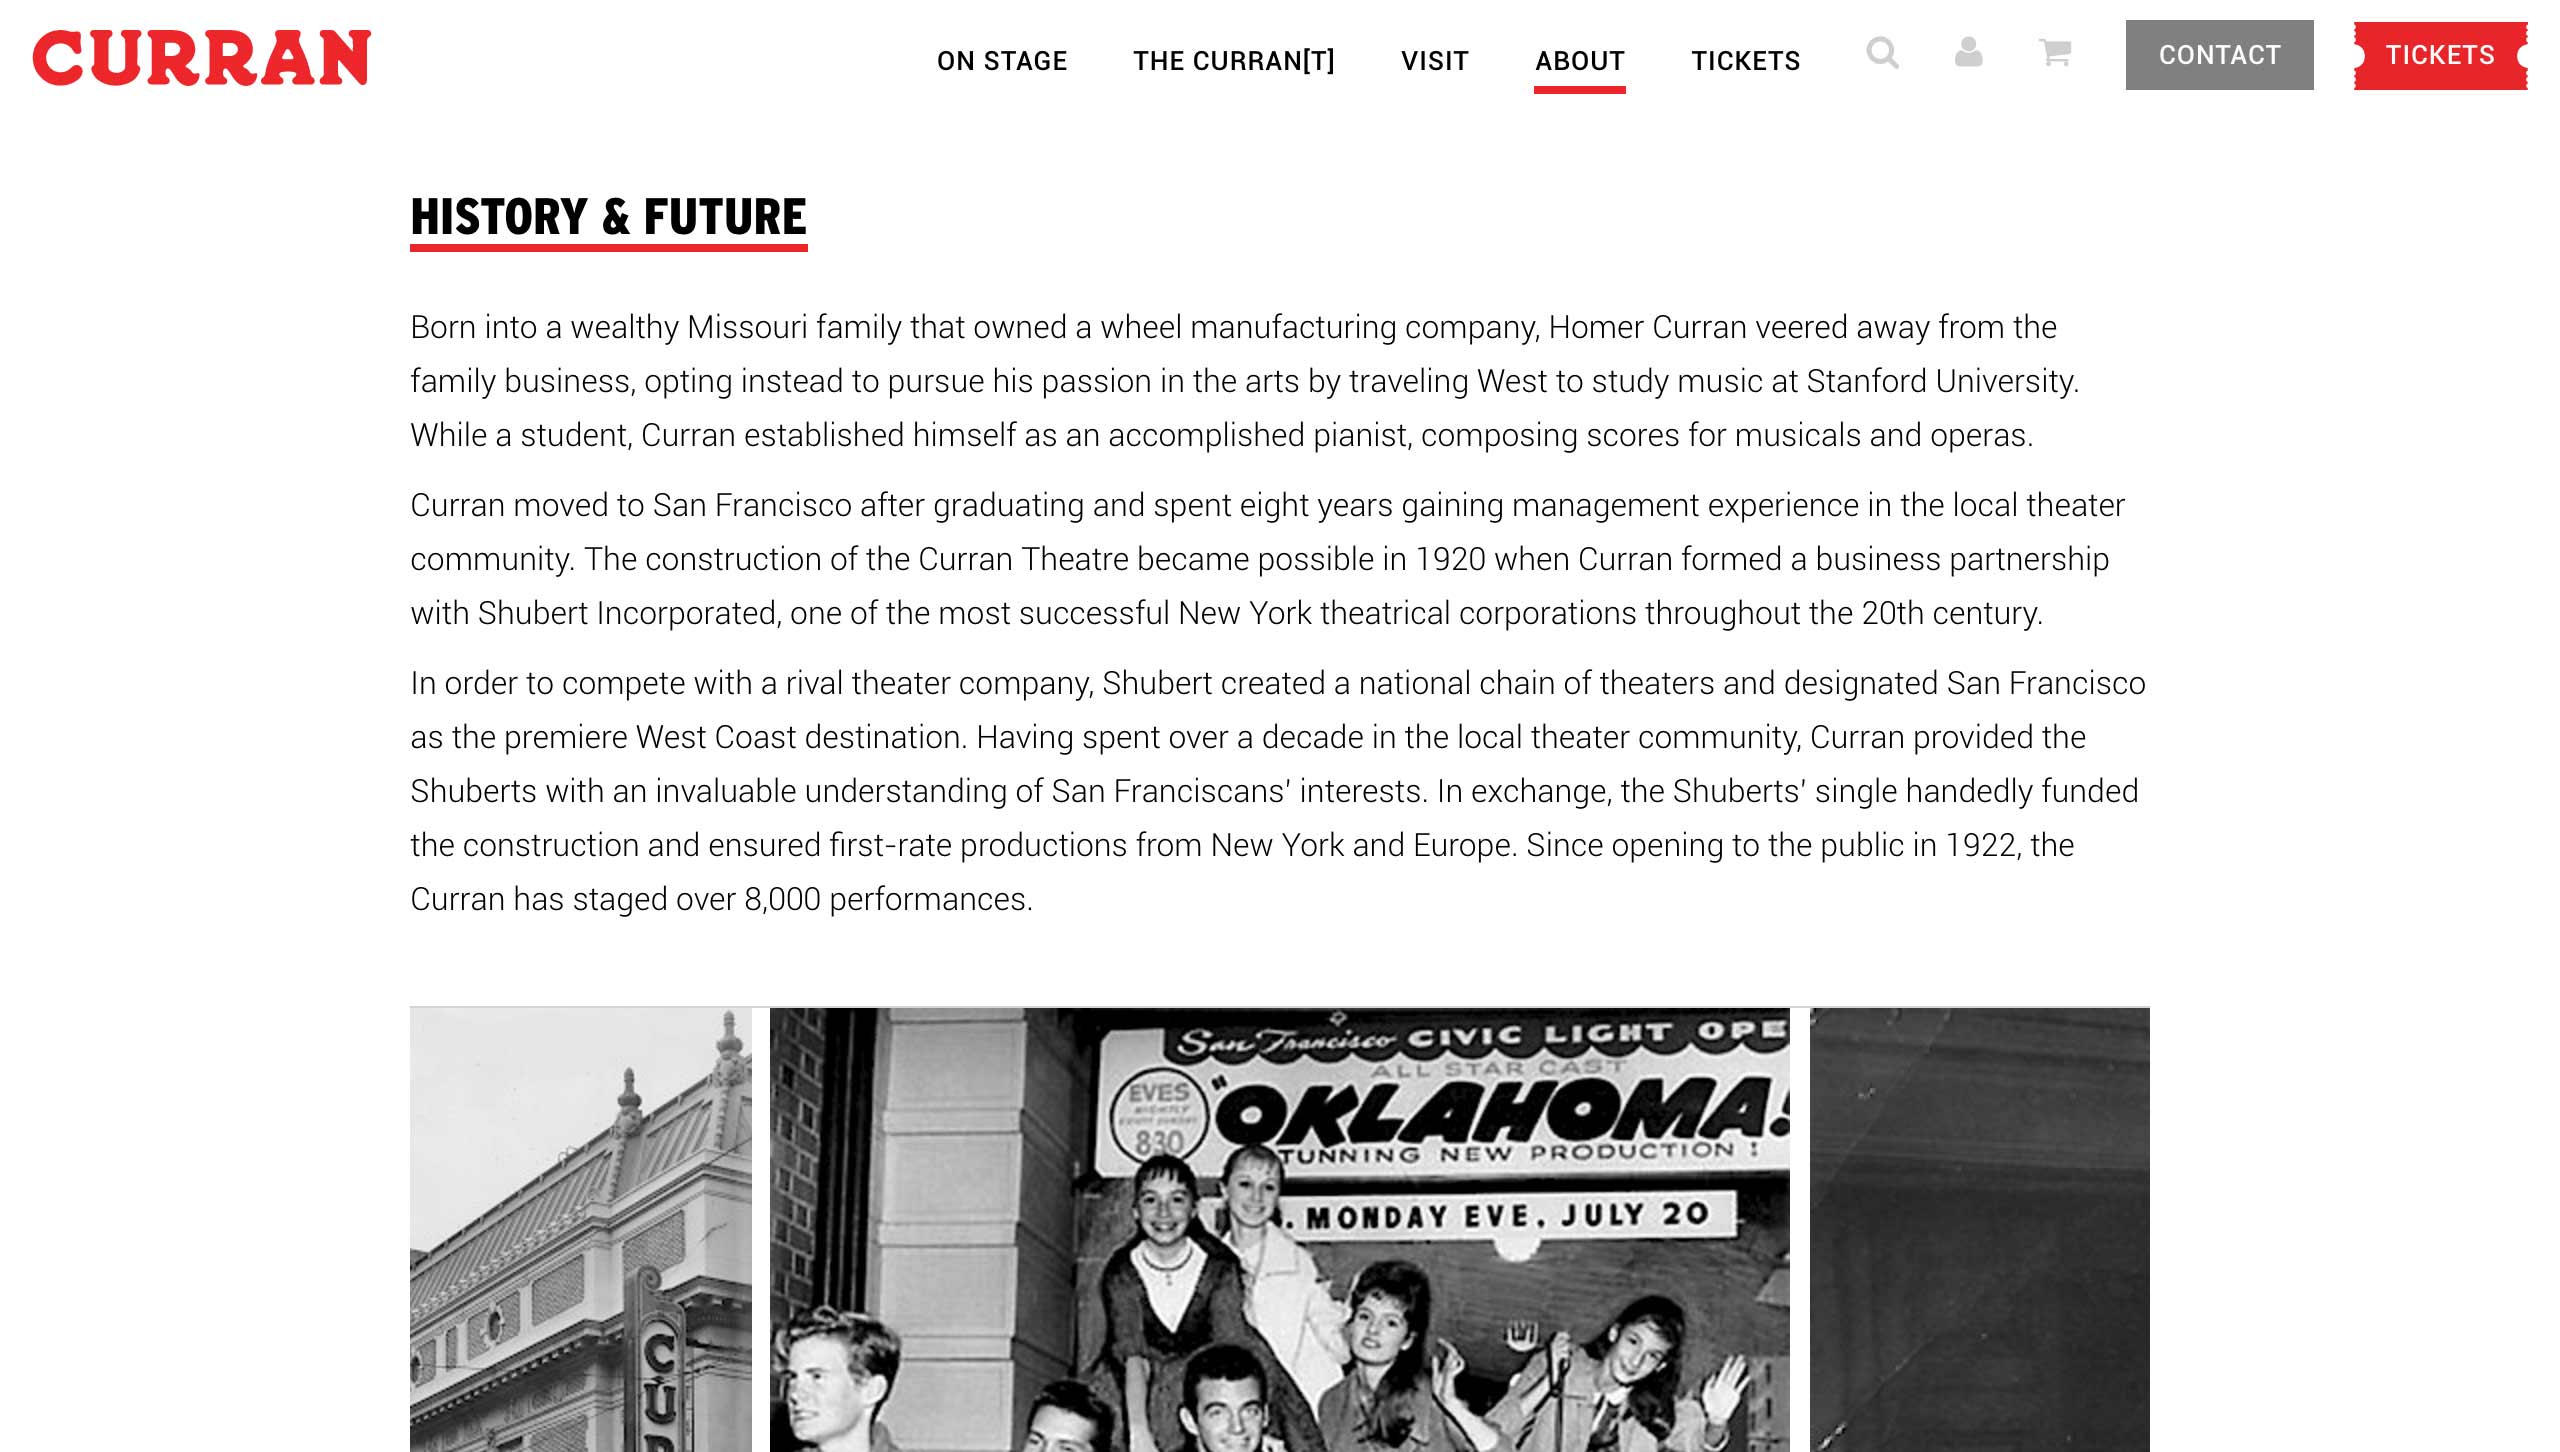 CURRAN
ON STAGE
THE CURRAN[T]
VISIT
ABOUT
TICKETS
CONTACT
TICKETS
HISTORY & FUTURE
Born into a wealthy Missouri family that owned a wheel manufacturing company, Homer Curran veered away from the
family business, opting instead to pursue his passion in the arts by traveling West to study music at Stanford University.
While a student, Curran established himself as an accomplished pianist, composing scores for musicals and operas.
Curran moved to San Francisco after graduating and spent eight years gaining management experience in the local theater
community. The construction of the Curran Theatre became possible in 1920 when Curran formed a business partnership
with Shubert Incorporated, one of the most successful New York theatrical corporations throughout the 20th century.
In order to compete with a rival theater company, Shubert created a national chain of theaters and designated San Francisco
as the premiere West Coast destination. Having spent over a decade in the local theater community, Curran provided the
Shuberts with an invaluable understanding of San Franciscans' interests. In exchange, the Shuberts' single handedly funded
the construction and ensured first-rate productions from New York and Europe. Since opening to the public in 1922, the
Curran has staged over 8,000 performances.
San Francisco CIVIC LIGHT OPE
ALL STAR CAST
EVES
830
"OKLAHOMA!
TUNNING NEW PRODUCTION !
. MONDAY EVE. JULY 20
CUR